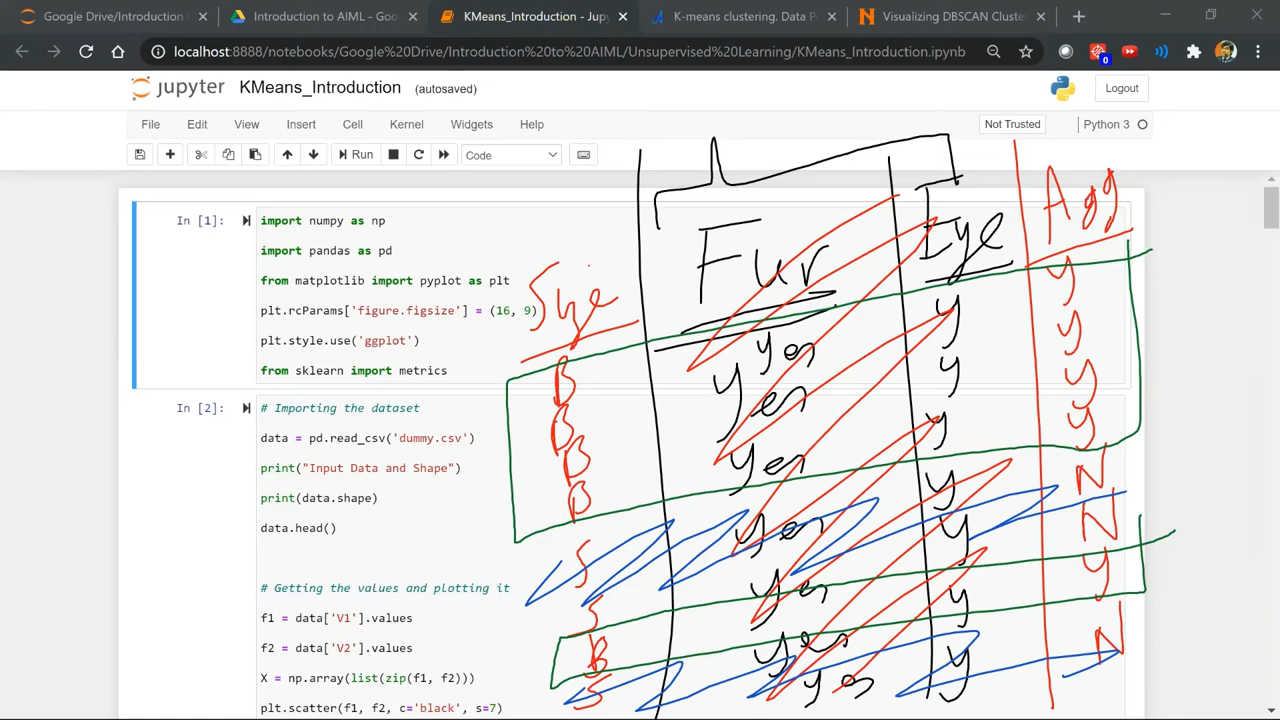 Google Drive/Introduction t
Introduction to AIML - Google D
KMeans_Introduction - Jup
K-means clustering. Data P
Visualizing DBSCAN Cluster
localhost:8888/notebooks/Google%20Drive/Introduction%20to%20AIML/Unsupervised%20Learning/KMeans_Introduction.ipynb
0
jupyter KMeans_Introduction (autosaved)
Logout
File Edit View Insert Cell Kernel Widgets Help
Not Trusted
Python 3
Run
Code
In [1]:
import numpy as np
import pandas as pd
from matplotlib import pyplot as plt
plt.rcParams['figure.figsize'] = (16, 9)
plt.style.use('ggplot')
from sklearn import metrics
In [2]:
# Importing the dataset
data = pd.read_csv('dummy.csv')
print("Input Data and Shape")
print(data.shape)
data.head()
# Getting the values and plotting it
f1 = data['V1'].values
f2 = data['V2'].values
X = np.array(list(zip(f1, f2)))
plt.scatter(f1, f2, c='black', s=7)
Size Fur Eye Agg
B yes y y
B yes y y
B yes y y
B yes y y
S yes y N
S yes y N
B yes y y
S yes y N